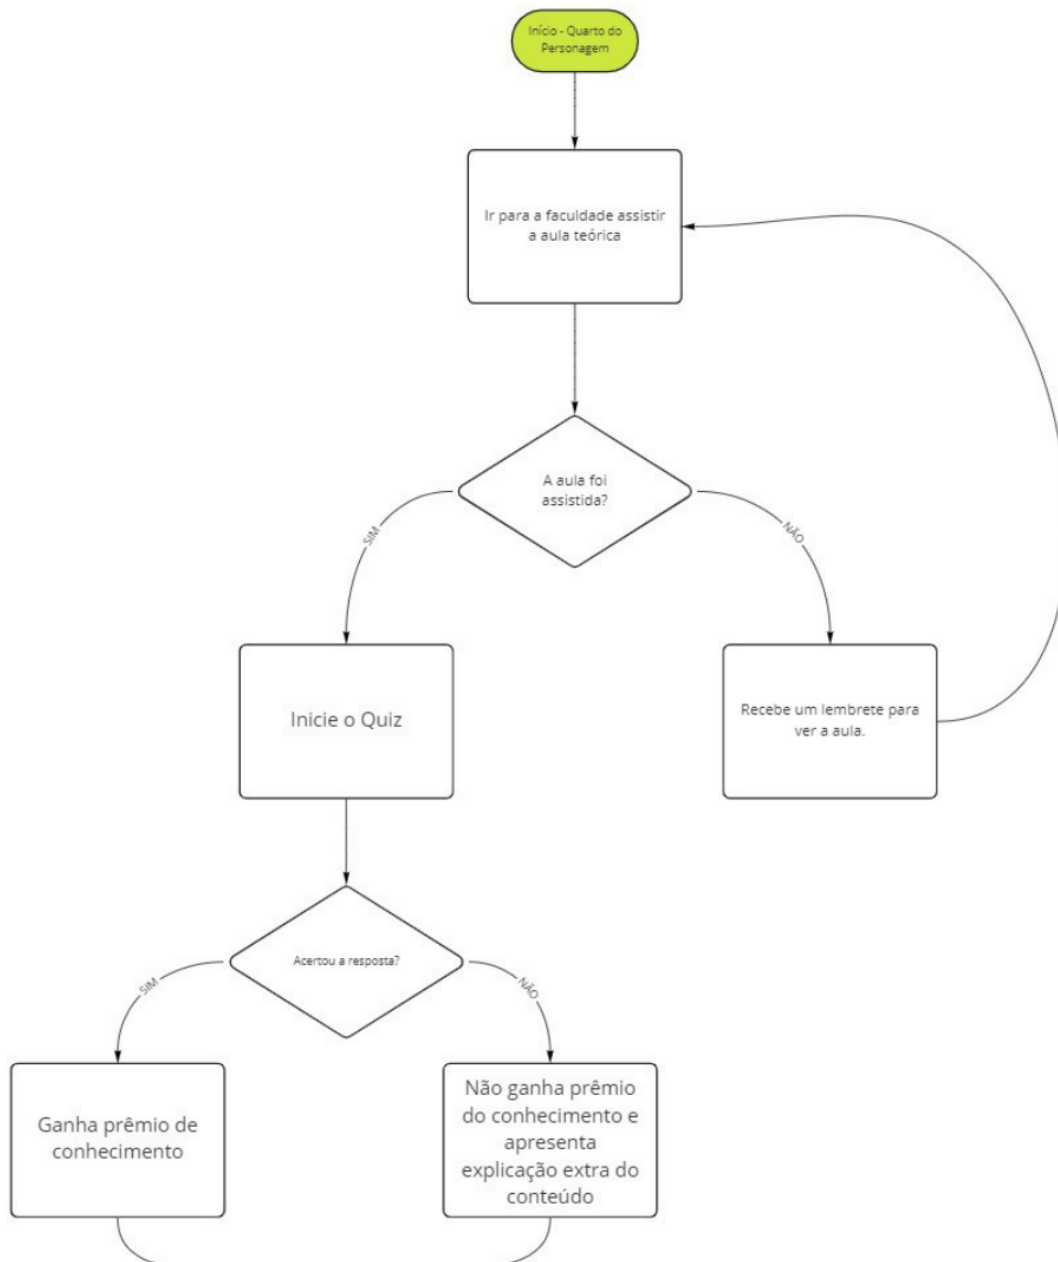 Início - Quarto do
Personagem
Ir para a faculdade assistir
a aula teórica
A aula foi
assistida?
SIM
NÃO
Inicie o Quiz
Recebe um lembrete para
ver a aula.
Acertou a resposta?
SIM
NÃO
Ganha prêmio de
conhecimento
Não ganha prêmio
do conhecimento e
apresenta
explicação extra do
conteúdo